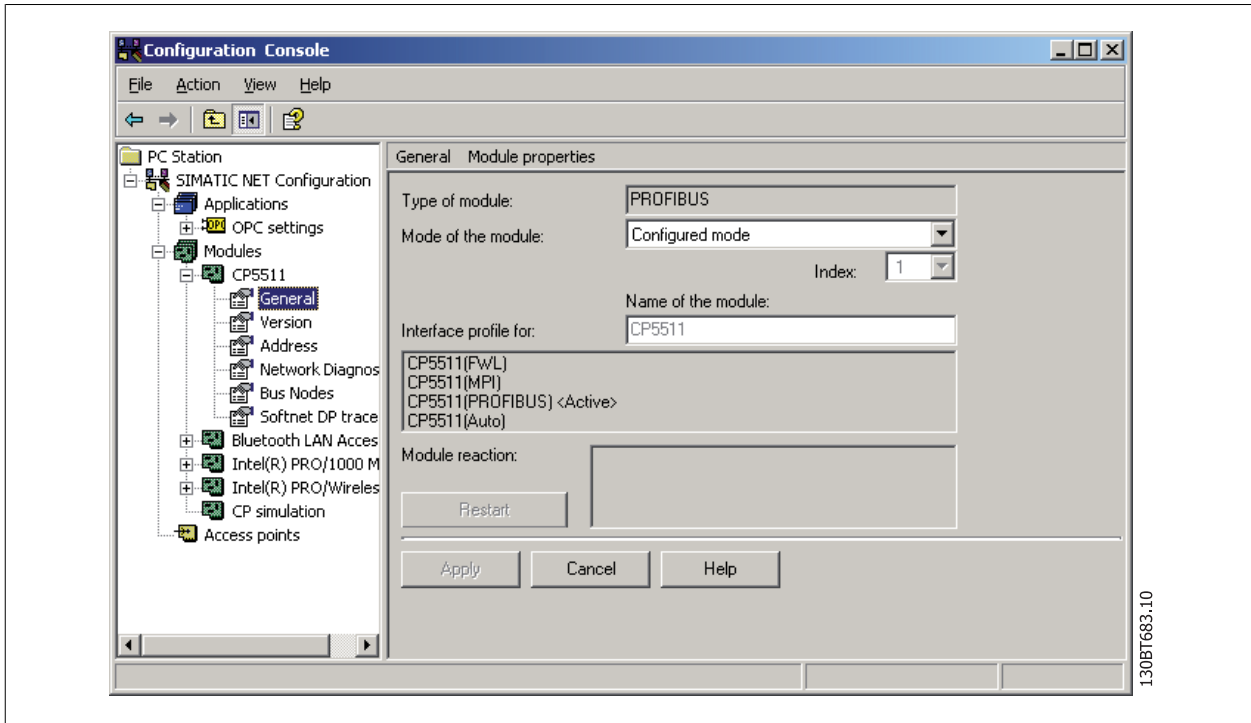 Configuration Console
File Action View Help
PC Station
SIMATIC NET Configuration
Applications
OPC OPC settings
Modules
CP5511
General
Version
Address
Network Diagnos
Bus Nodes
Softnet DP trace
Bluetooth LAN Acces
Intel(R) PRO/1000 M
Intel(R) PRO/Wireles
CP simulation
Access points
General Module properties
Type of module: PROFIBUS
Mode of the module: Configured mode
Index: 1
Name of the module:
Interface profile for: CP5511
CP5511(FWL)
CP5511(MPI)
CP5511(PROFIBUS) <Active>
CP5511(Auto)
Module reaction:
Restart
Apply Cancel Help
130BT683.10